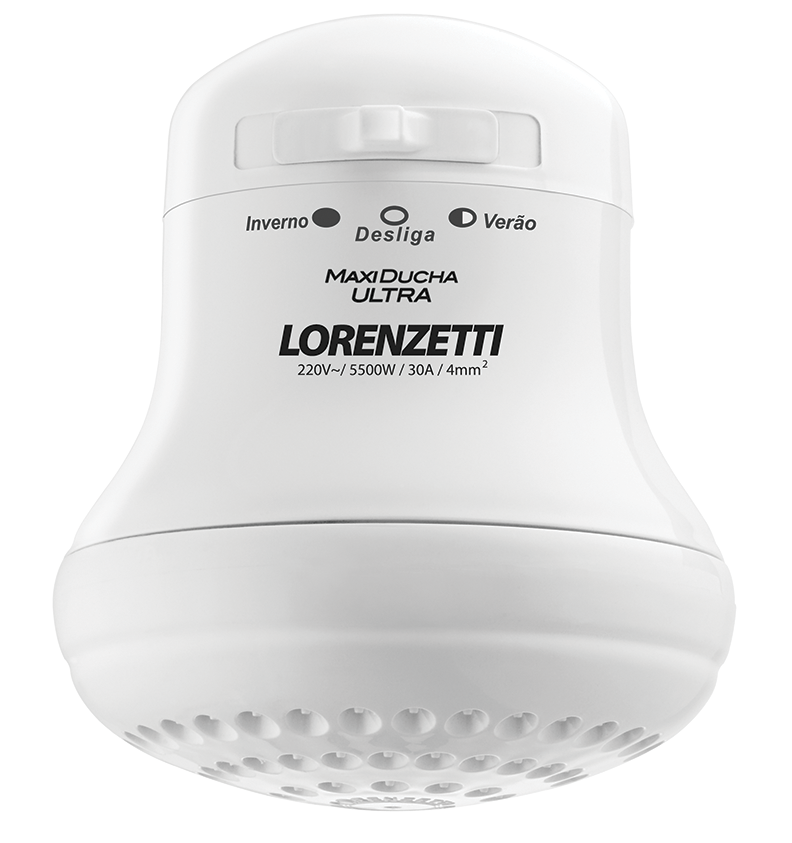 Inverno Desliga Verão
MAXIDUCHA
ULTRA
LORENZETTI
220V~/ 5500W / 30A / 4mm²